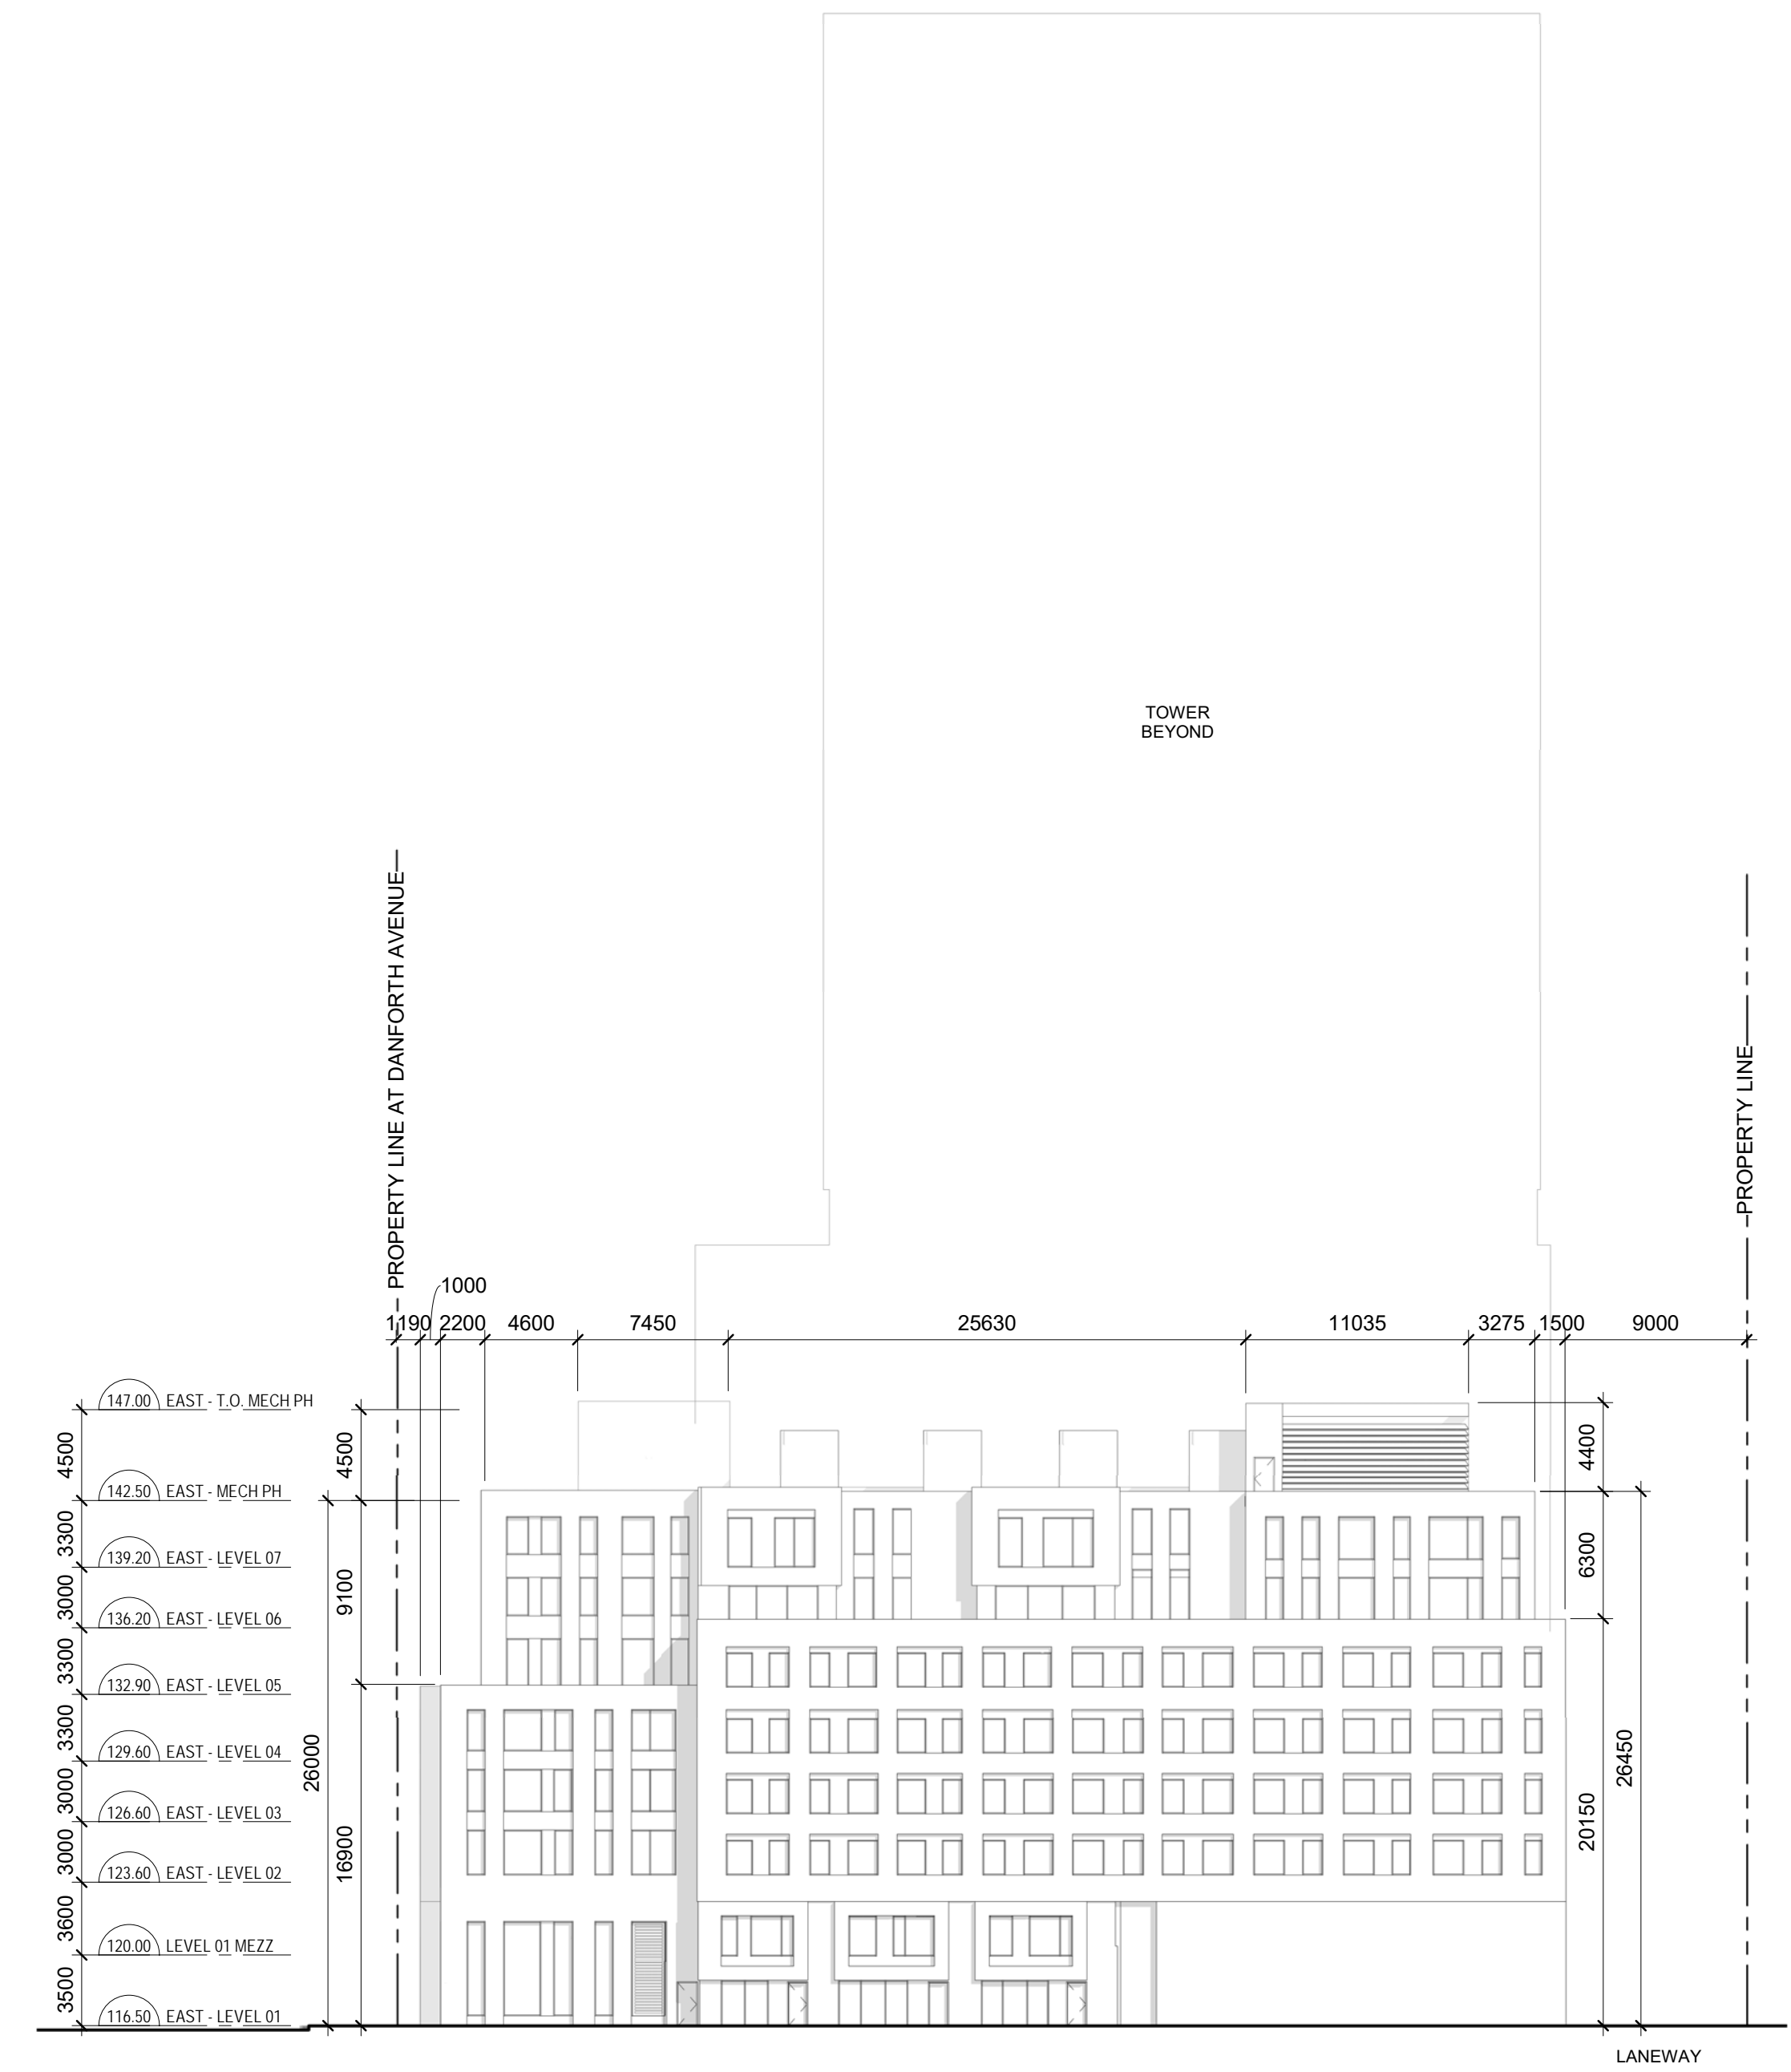 TOWER
BEYOND
PROPERTY LINE AT DANFORTH AVENUE
PROPERTY LINE
1000
1190 2200 4600 7450 25630 11035 3275 1500 9000
147.00 EAST - T.O. MECH PH
4500
4500
4400
142.50 EAST - MECH PH
3300
139.20 EAST - LEVEL 07
6300
3000
9100
136.20 EAST - LEVEL 06
3300
132.90 EAST - LEVEL 05
3300
26000
26450
129.60 EAST - LEVEL 04
3000
126.60 EAST - LEVEL 03
20150
3000
16900
123.60 EAST - LEVEL 02
3600
120.00 LEVEL 01 MEZZ
3500
116.50 EAST - LEVEL 01
LANEWAY